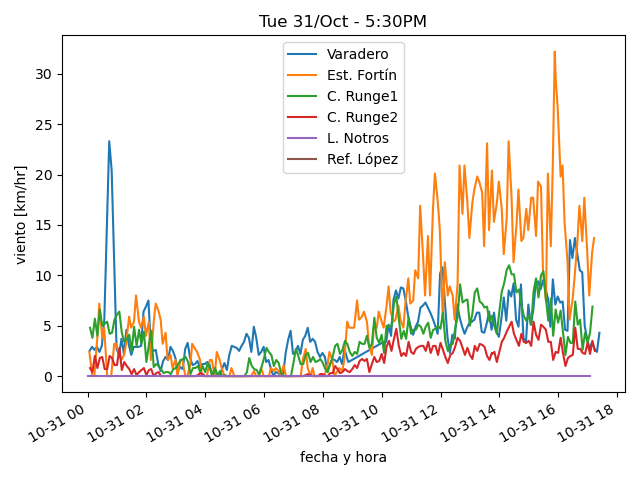 Tue 31/Oct - 5:30PM
Varadero
Est. Fortín
C. Runge1
C. Runge2
L. Notros
Ref. López
viento [km/hr]
30
25
20
15
10
5
0
10-31 00
10-31 02
10-31 04
10-31 06
10-31 08
10-31 10
10-31 12
10-31 14
10-31 16
10-31 18
fecha y hora